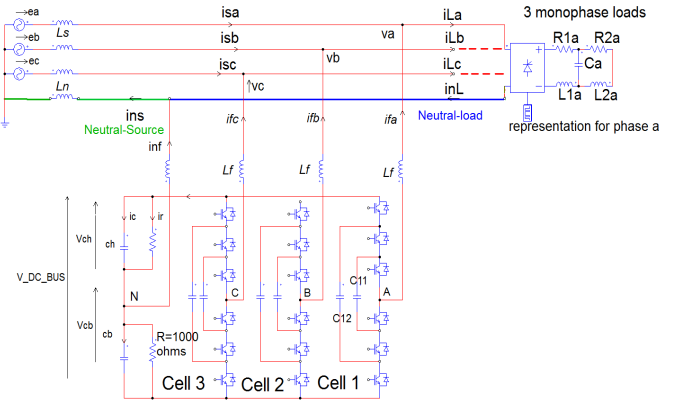 ea
isa
iLa
3 monophase loads
Ls
va
R1a
R2a
eb
isb
iLb
vb
Ca
ec
isc
iLc
vc
Ln
inL
L1a
L2a
ins
Neutral-Source
ifc
ifb
ifa
Neutral-load
representation for phase a
inf
Lf
Lf
Lf
ic
ir
Vch
ch
V_DC_BUS
C11
N
C
B
A
C12
Vcb
cb
R=1000
ohms
Cell 3
Cell 2
Cell 1